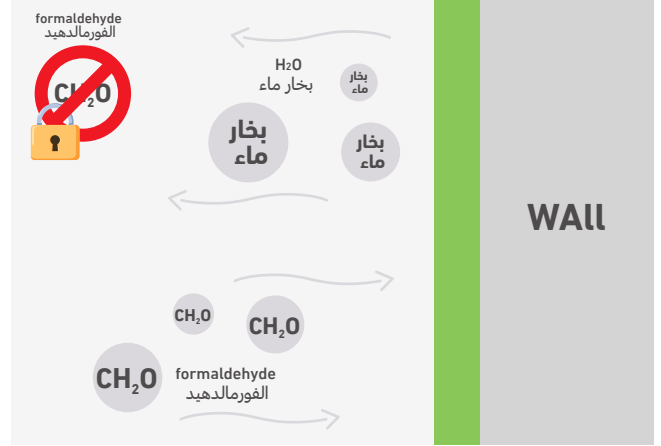 formaldehyde
الفورمالدهيد
CH₂O
H₂O
بخار ماء
بخار
ماء
بخار
ماء
بخار
ماء
WAll
CH₂O
CH₂O
CH₂O
formaldehyde
الفورمالدهيد